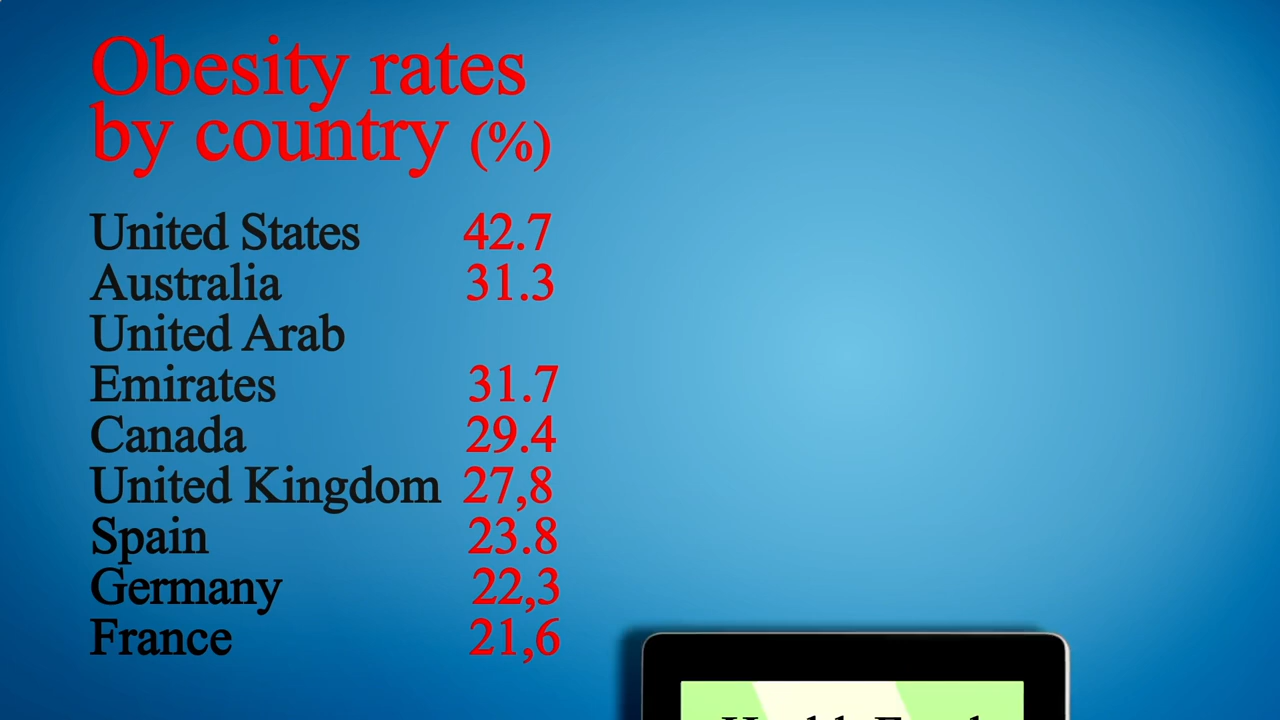 Obesity rates
by country (%)
United States 42.7
Australia 31.3
United Arab
Emirates 31.7
Canada 29.4
United Kingdom 27,8
Spain 23.8
Germany 22,3
France 21,6